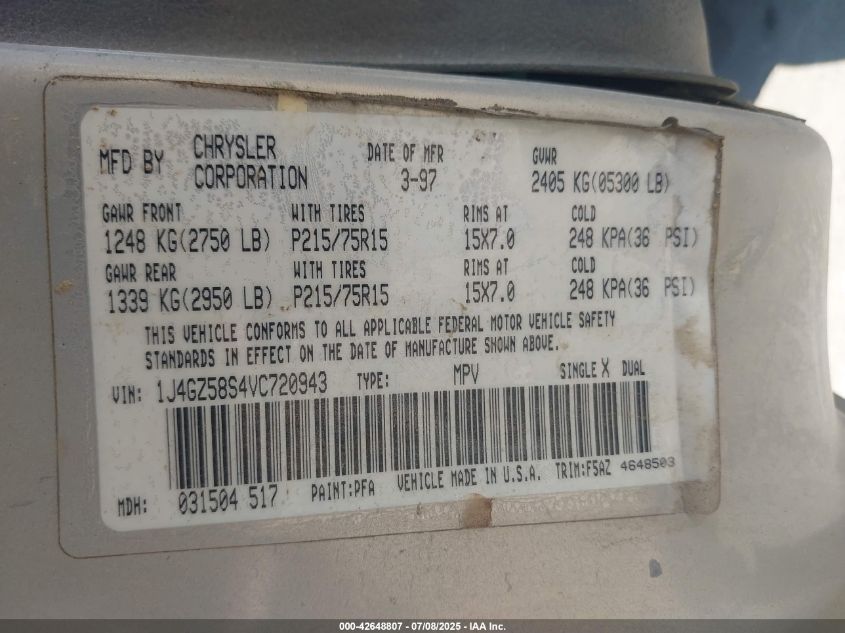 MFD BY CHRYSLER CORPORATION DATE OF MFR 3-97 GVWR 2405 KG(05300 LB)
GAWR FRONT WITH TIRES RIMS AT COLD
1248 KG(2750 LB) P215/75R15 15X7.0 248 KPA(36 PSI)
GAWR REAR WITH TIRES RIMS AT COLD
1339 KG(2950 LB) P215/75R15 15X7.0 248 KPA(36 PSI)
THIS VEHICLE CONFORMS TO ALL APPLICABLE FEDERAL MOTOR VEHICLE SAFETY
STANDARDS IN EFFECT ON THE DATE OF MANUFACTURE SHOWN ABOVE.
VIN: 1J4GZ58S4VC720943 TYPE: MPV SINGLE X DUAL
MDH: 031504 517 PAINT:PFA VEHICLE MADE IN U.S.A. TRIM:F5AZ 4648503
000-42648807 - 07/08/2025 - IAA Inc.